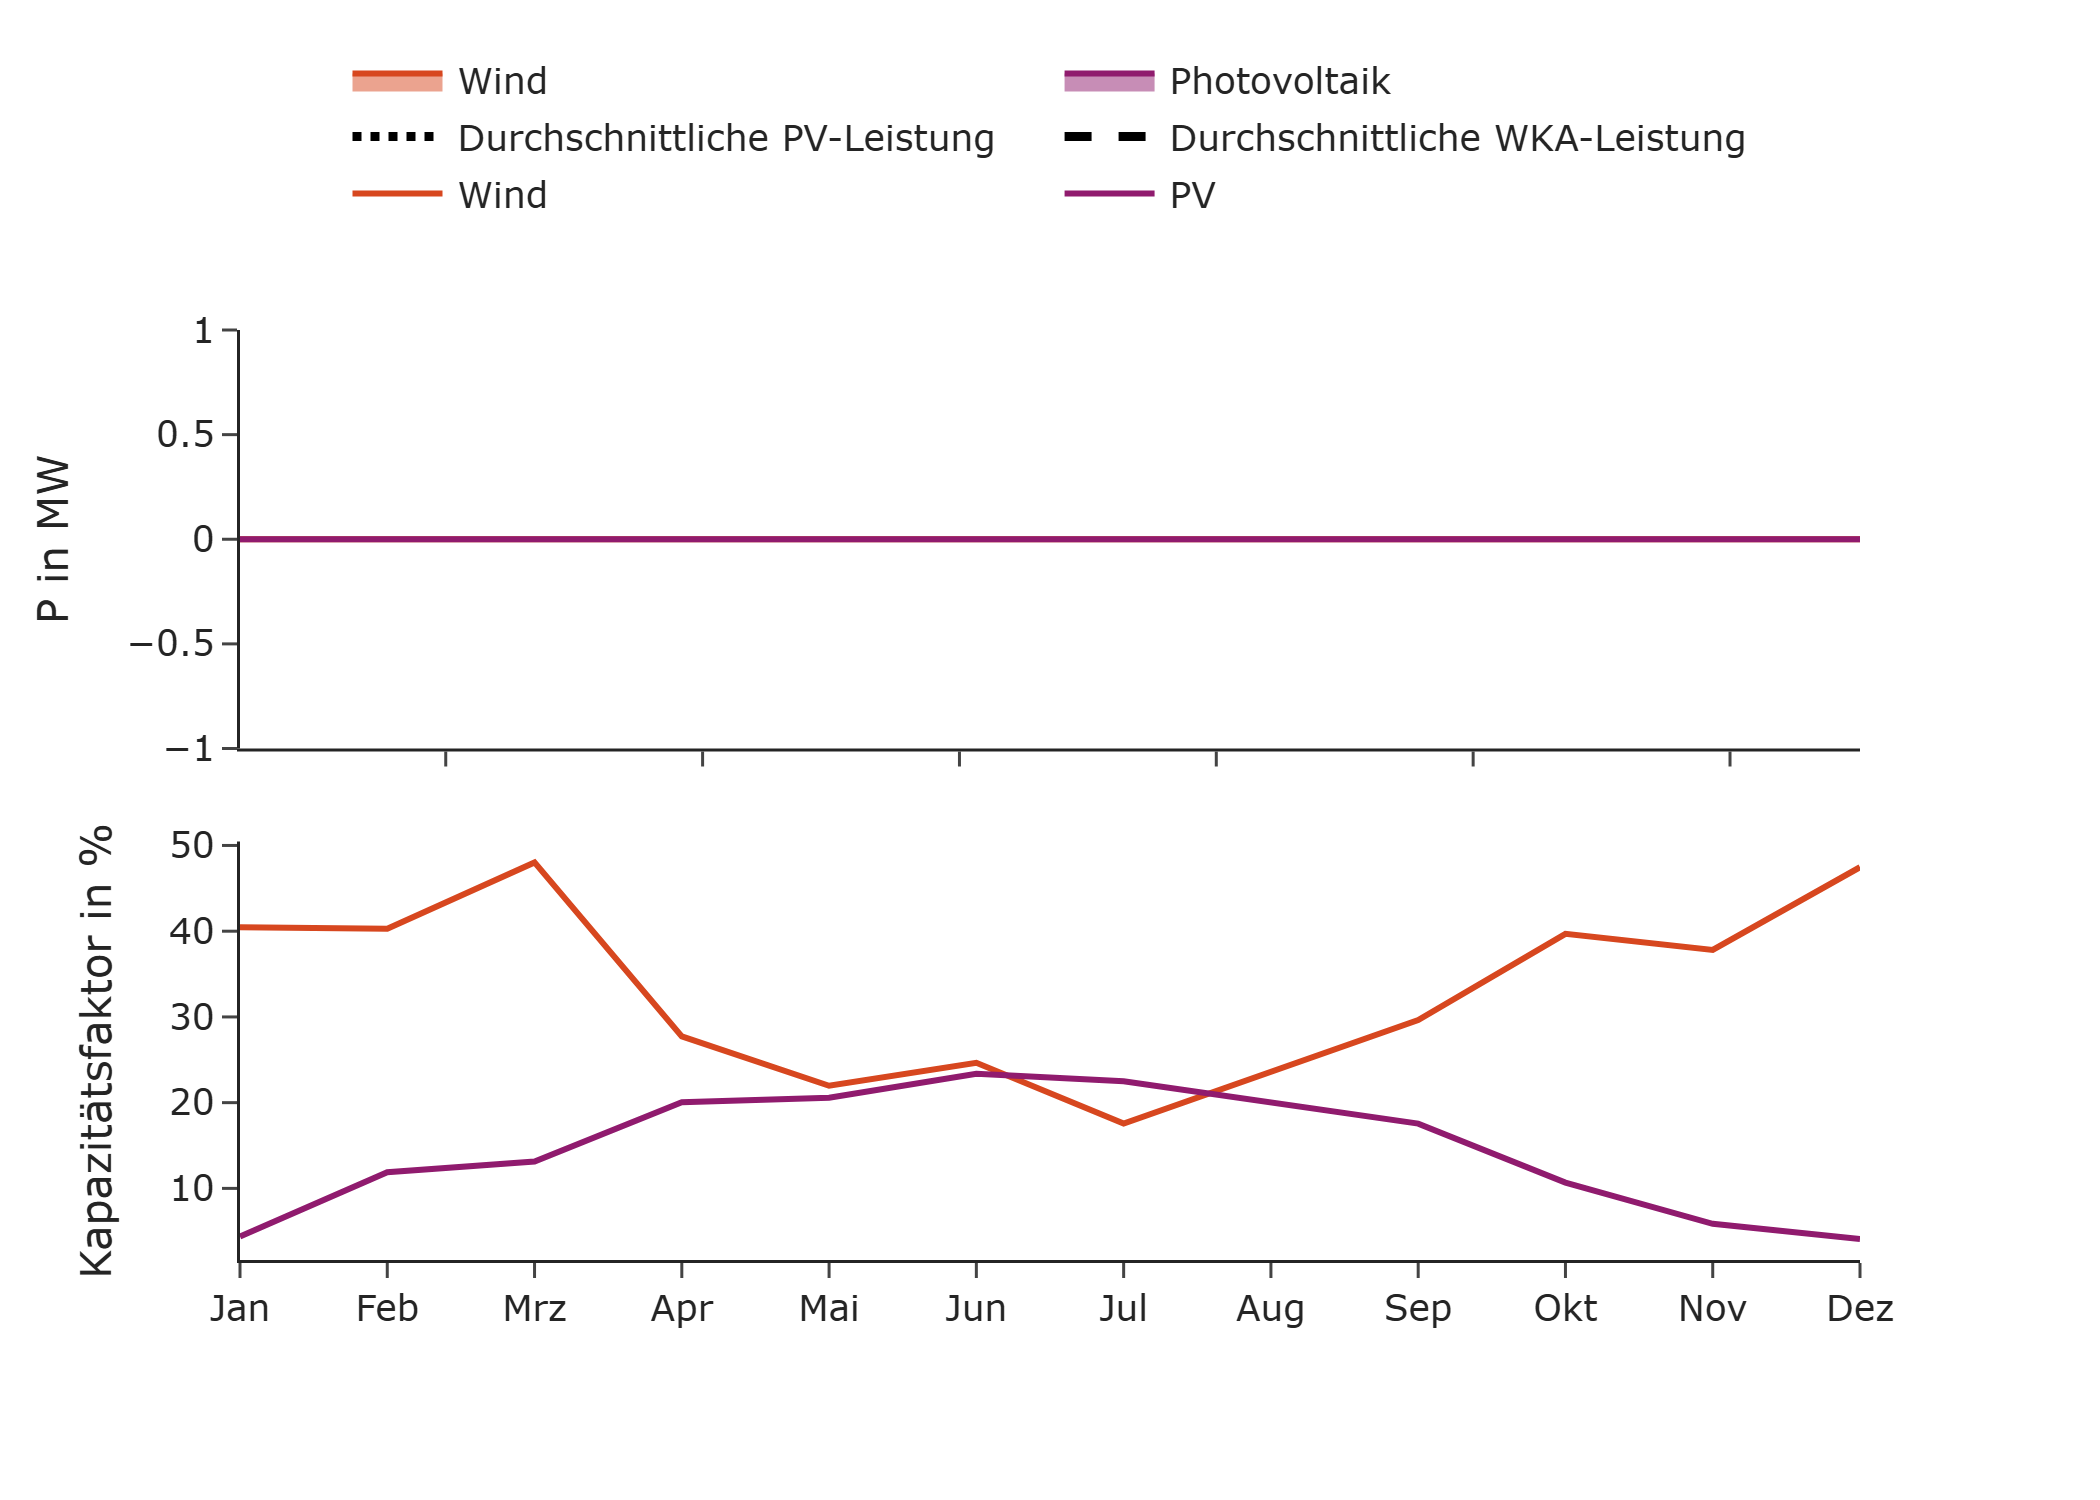 Wind Photovoltaik
Durchschnittliche PV-Leistung Durchschnittliche WKA-Leistung
Wind PV
P in MW
1
0.5
0
−0.5
−1
Kapazitätsfaktor in %
50
40
30
20
10
Jan Feb Mrz Apr Mai Jun Jul Aug Sep Okt Nov Dez